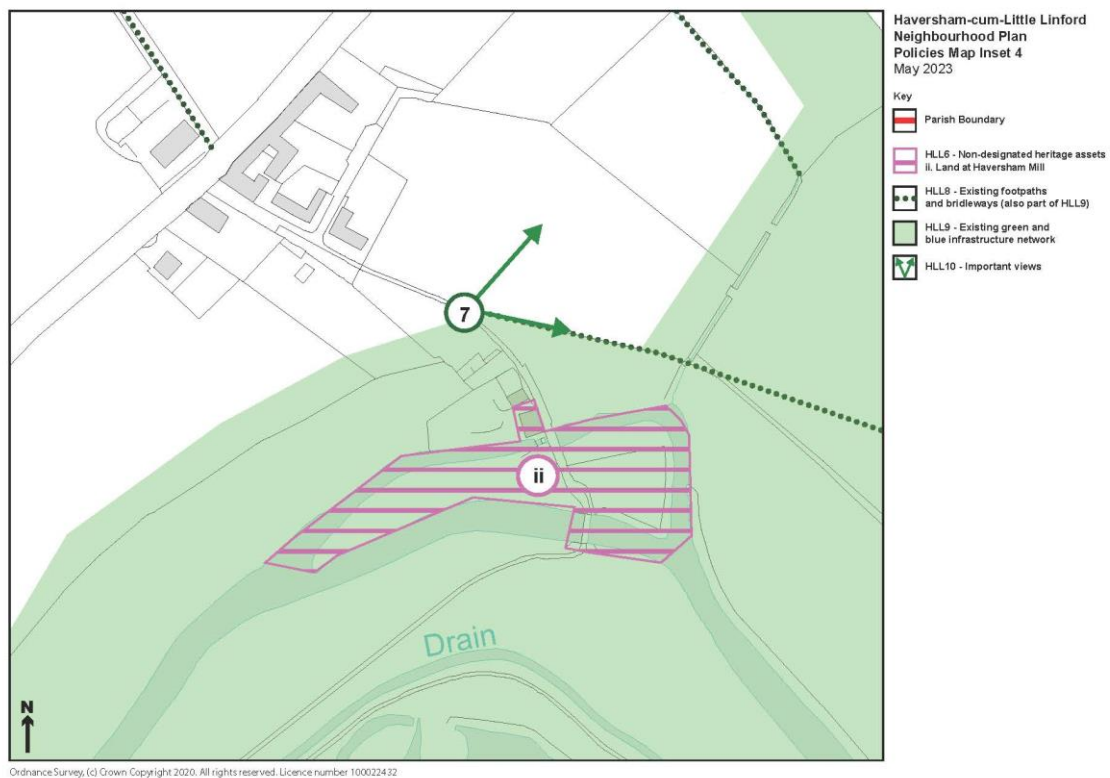 Haversham-cum-Little Linford
Neighbourhood Plan
Policies Map Inset 4
May 2023
Key
Parish Boundary
HLL6 - Non-designated heritage assets
ii. Land at Haversham Mill
HLL8 - Existing footpaths
and bridleways (also part of HLL9)
HLL9 - Existing green and
blue infrastructure network
HLL10 - Important views
7
ii
Drain
N
Ordnance Survey, (c) Crown Copyright 2020. All rights reserved. Licence number 100022432